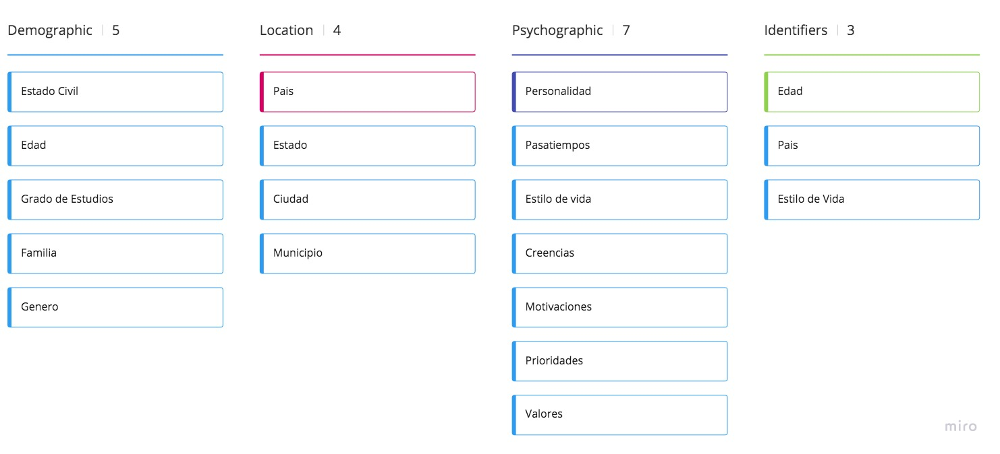 Demographic | 5
Estado Civil
Edad
Grado de Estudios
Familia
Genero
Location | 4
Pais
Estado
Ciudad
Municipio
Psychographic | 7
Personalidad
Pasatiempos
Estilo de vida
Creencias
Motivaciones
Prioridades
Valores
Identifiers | 3
Edad
Pais
Estilo de Vida
miro